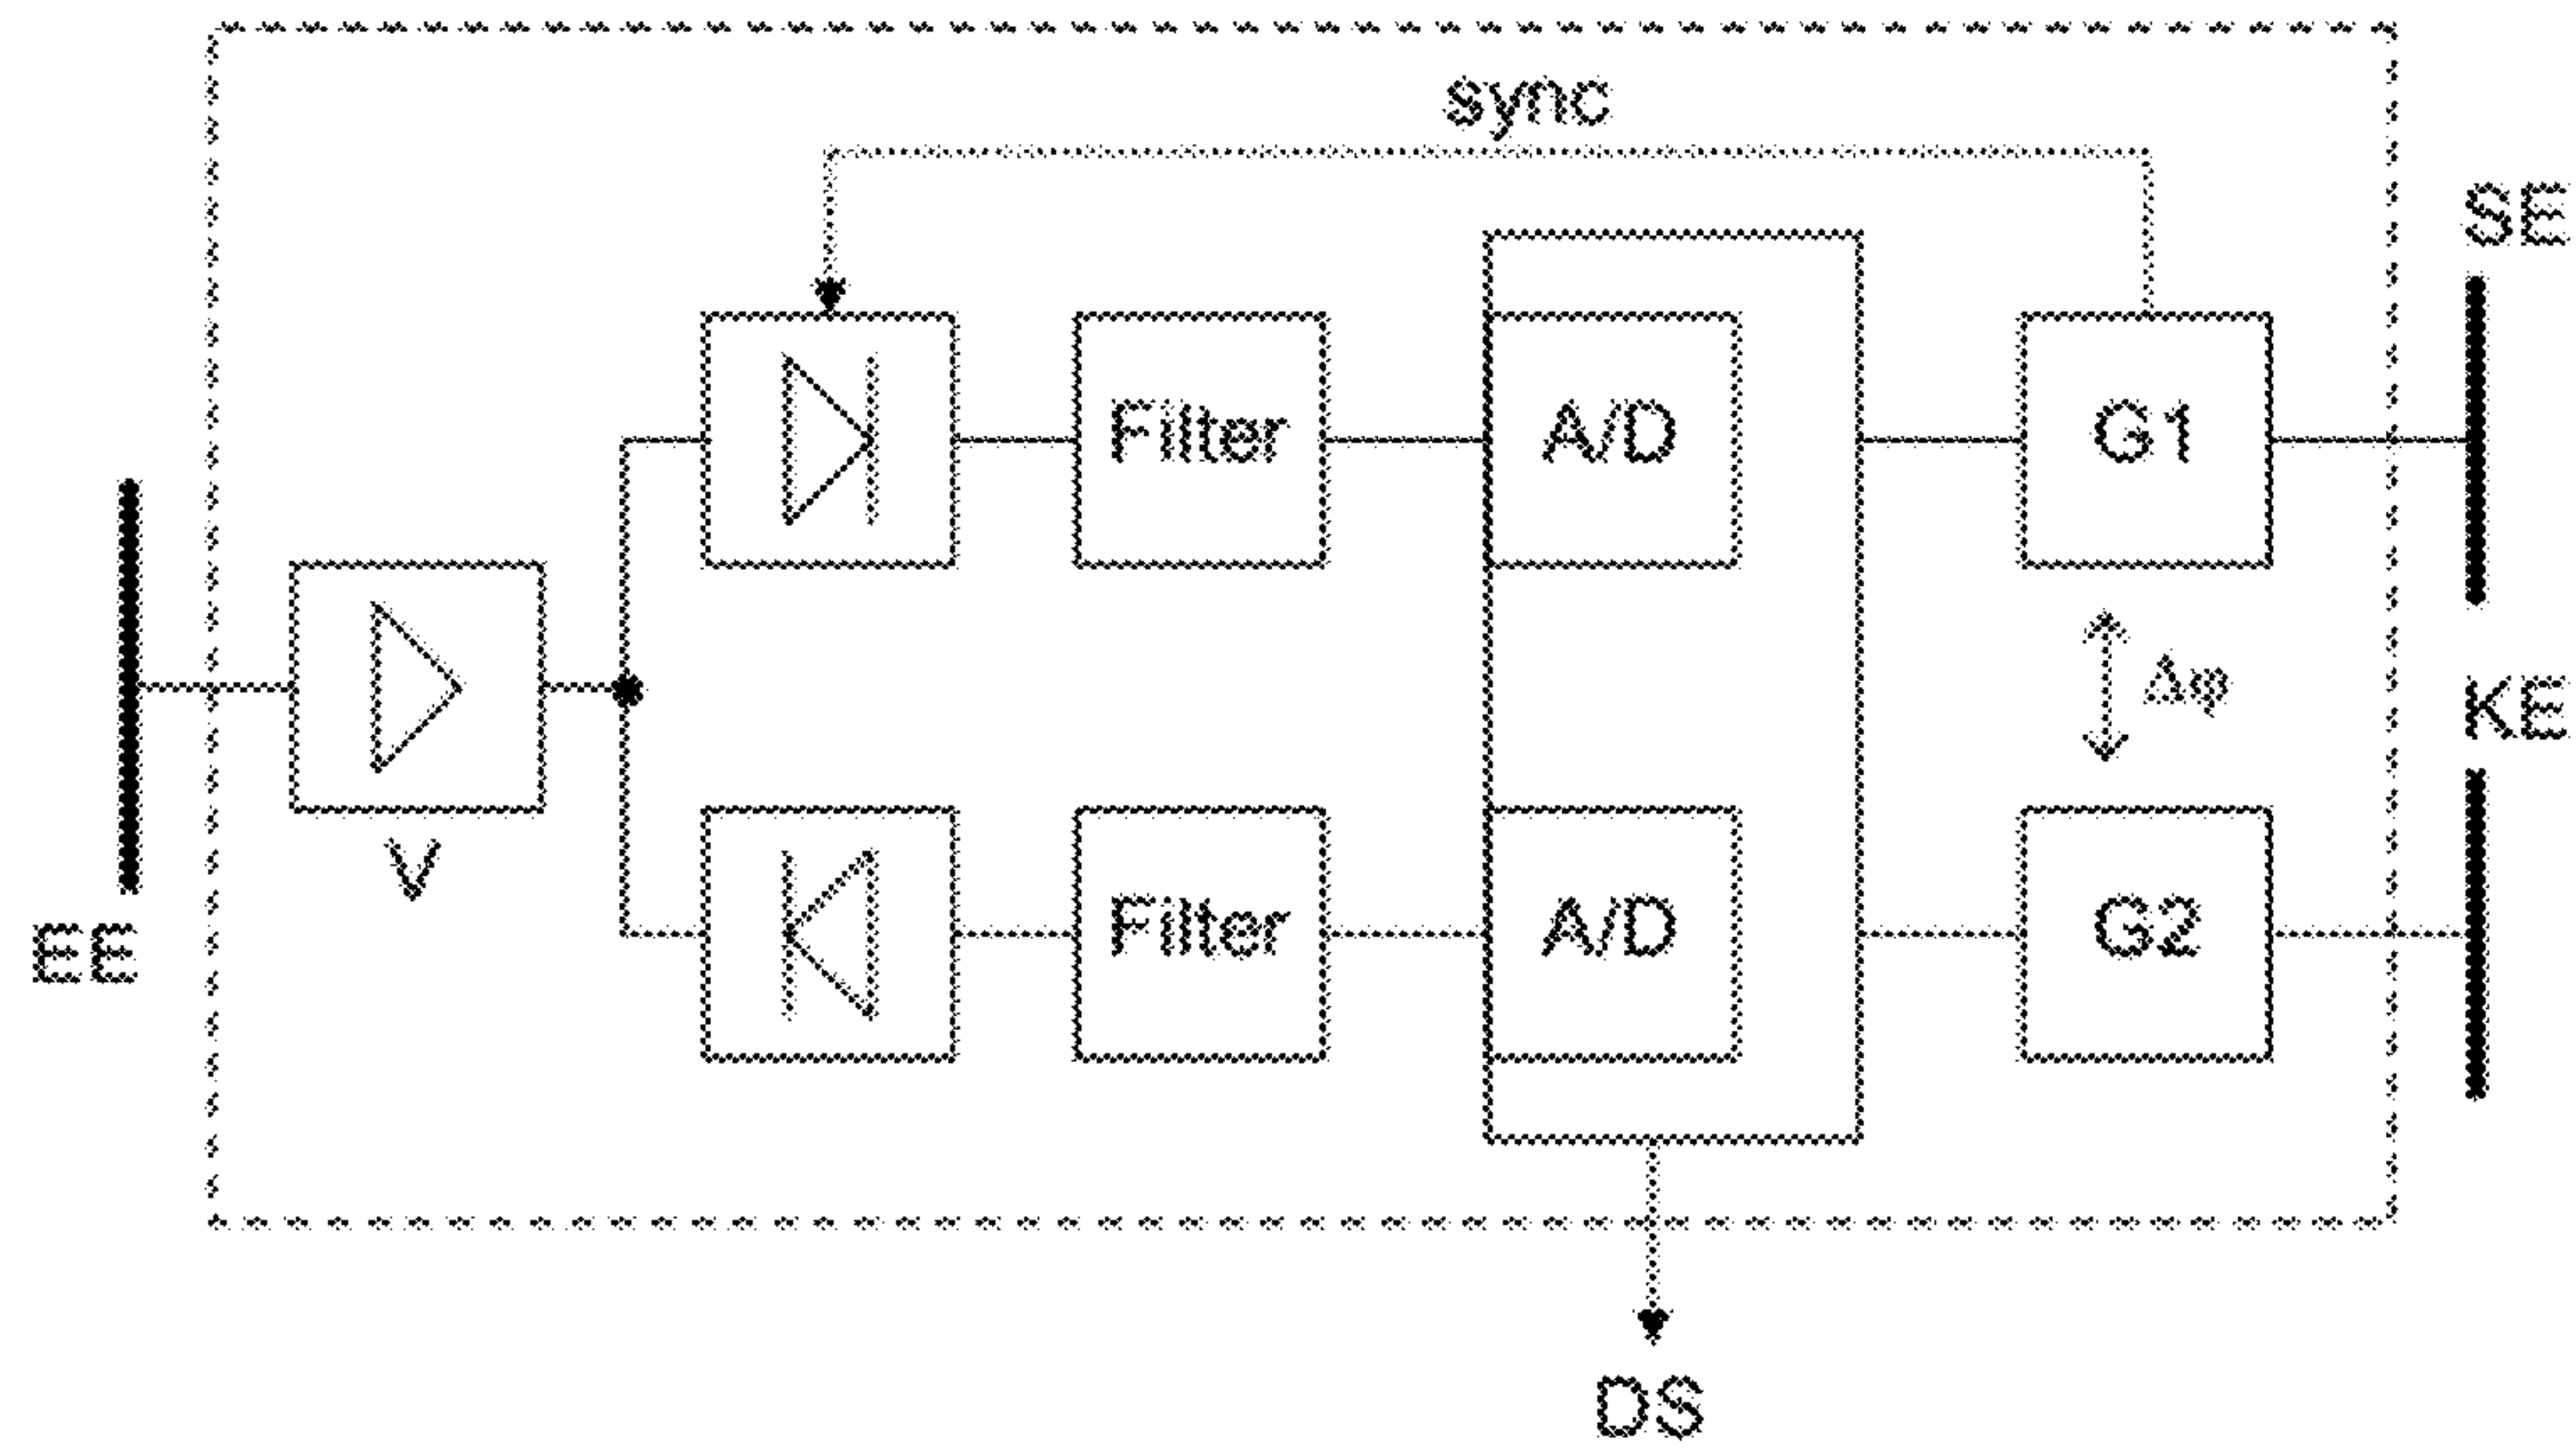 sync
SE
Filter
A/D
G1
Δφ
KE
V
EE
Filter
A/D
G2
DS